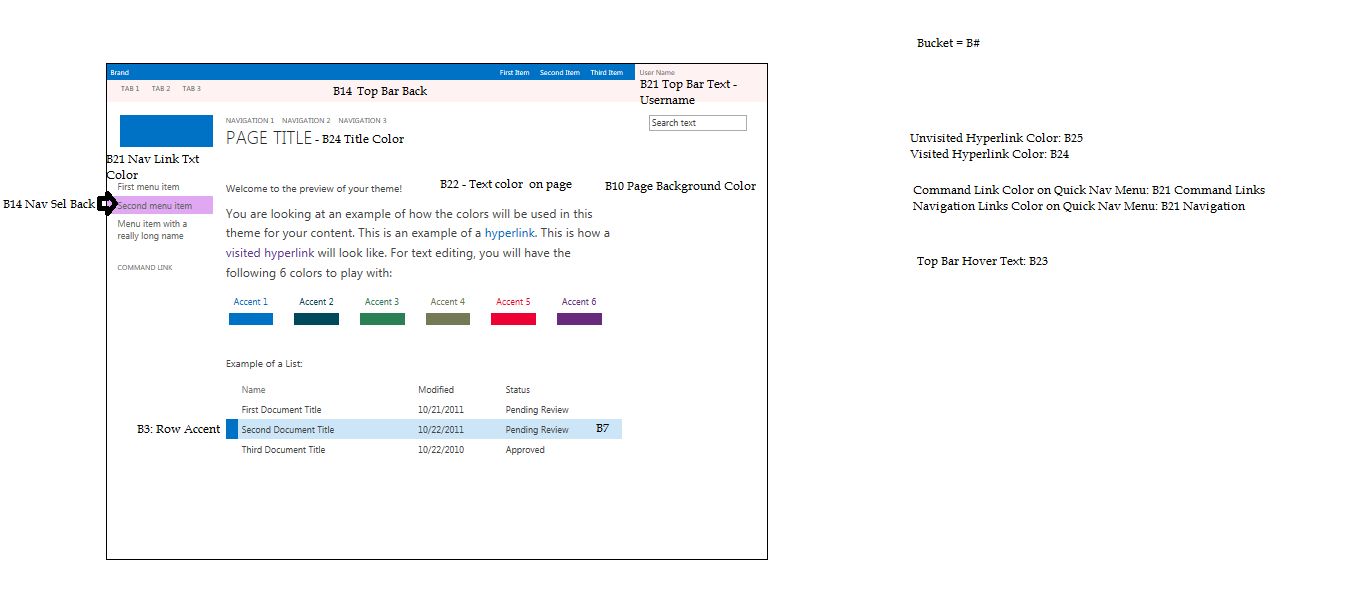 Bucket = B#
Brand
First Item Second Item Third Item
User Name
TAB 1 TAB 2 TAB 3
B14 Top Bar Back
B21 Top Bar Text -
Username
NAVIGATION 1 NAVIGATION 2 NAVIGATION 3
Search text
PAGE TITLE - B24 Title Color
Unvisited Hyperlink Color: B25
Visited Hyperlink Color: B24
B21 Nav Link Txt
Color
First menu item
Welcome to the preview of your theme!
B22 - Text color on page
B10 Page Background Color
Command Link Color on Quick Nav Menu: B21 Command Links
Navigation Links Color on Quick Nav Menu: B21 Navigation
B14 Nav Sel Back
Second menu item
Menu item with a
really long name
COMMAND LINK
You are looking at an example of how the colors will be used in this
theme for your content. This is an example of a hyperlink. This is how a
visited hyperlink will look like. For text editing, you will have the
following 6 colors to play with:
Top Bar Hover Text: B23
Accent 1 Accent 2 Accent 3 Accent 4 Accent 5 Accent 6
Example of a List:
Name Modified Status
First Document Title 10/21/2011 Pending Review
B3: Row Accent
Second Document Title 10/22/2011 Pending Review B7
Third Document Title 10/22/2010 Approved